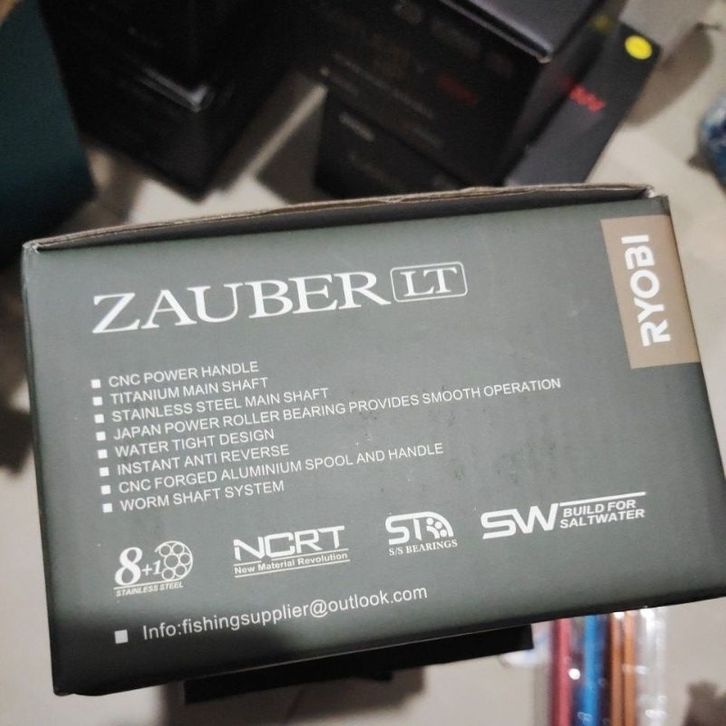 ZAUBER LT
RYOBI
CNC POWER HANDLE
TITANIUM MAIN SHAFT
STAINLESS STEEL MAIN SHAFT
JAPAN POWER ROLLER BEARING PROVIDES SMOOTH OPERATION
WATER TIGHT DESIGN
INSTANT ANTI REVERSE
CNC FORGED ALUMINIUM SPOOL AND HANDLE
WORM SHAFT SYSTEM
8+1
STAINLESS STEEL
NCRT
New Material Revolution
ST
S/S BEARINGS
SW BUILD FOR
SALTWATER
Info:fishingsupplier@outlook.com